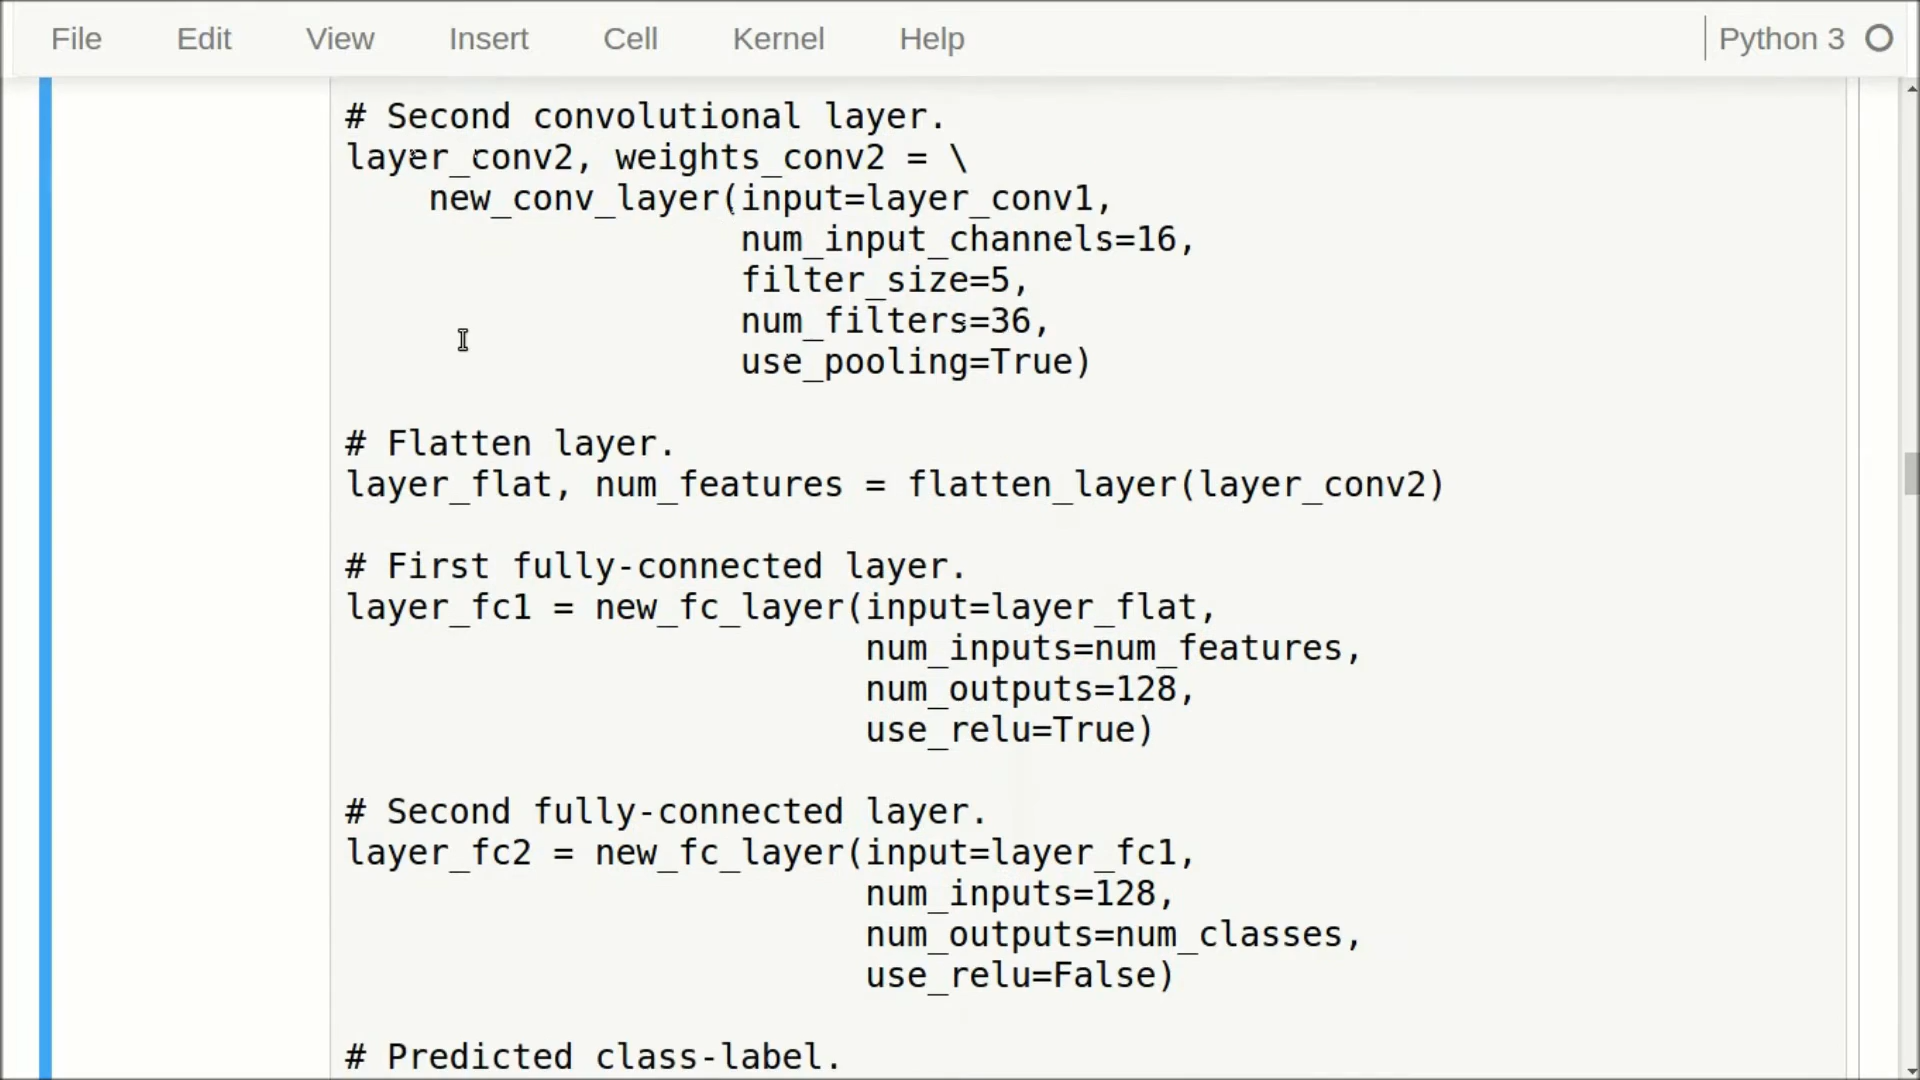 File Edit View Insert Cell Kernel Help Python 3
# Second convolutional layer.
layer_conv2, weights_conv2 = \
    new_conv_layer(input=layer_conv1,
                   num_input_channels=16,
                   filter_size=5,
                   num_filters=36,
                   use_pooling=True)
# Flatten layer.
layer_flat, num_features = flatten_layer(layer_conv2)
# First fully-connected layer.
layer_fc1 = new_fc_layer(input=layer_flat,
                         num_inputs=num_features,
                         num_outputs=128,
                         use_relu=True)
# Second fully-connected layer.
layer_fc2 = new_fc_layer(input=layer_fc1,
                         num_inputs=128,
                         num_outputs=num_classes,
                         use_relu=False)
# Predicted class-label.